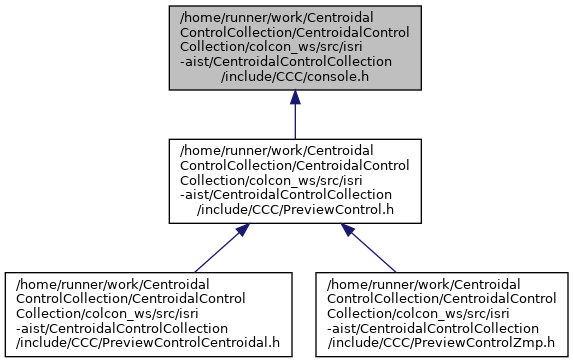 /home/runner/work/Centroidal
ControlCollection/CentroidalControl
Collection/colcon_ws/src/isri
-aist/CentroidalControlCollection
/include/CCC/console.h
/home/runner/work/Centroidal
ControlCollection/CentroidalControl
Collection/colcon_ws/src/isri
-aist/CentroidalControlCollection
/include/CCC/PreviewControl.h
/home/runner/work/Centroidal
ControlCollection/CentroidalControl
Collection/colcon_ws/src/isri
-aist/CentroidalControlCollection
/include/CCC/PreviewControlCentroidal.h
/home/runner/work/Centroidal
ControlCollection/CentroidalControl
Collection/colcon_ws/src/isri
-aist/CentroidalControlCollection
/include/CCC/PreviewControlZmp.h